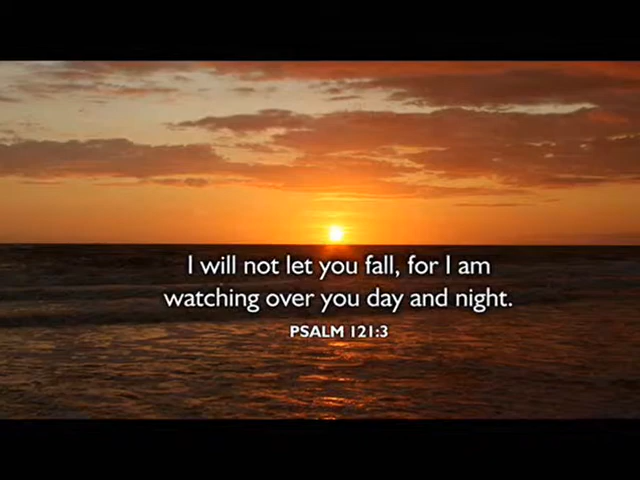 I will not let you fall, for I am
watching over you day and night.
PSALM 121:3